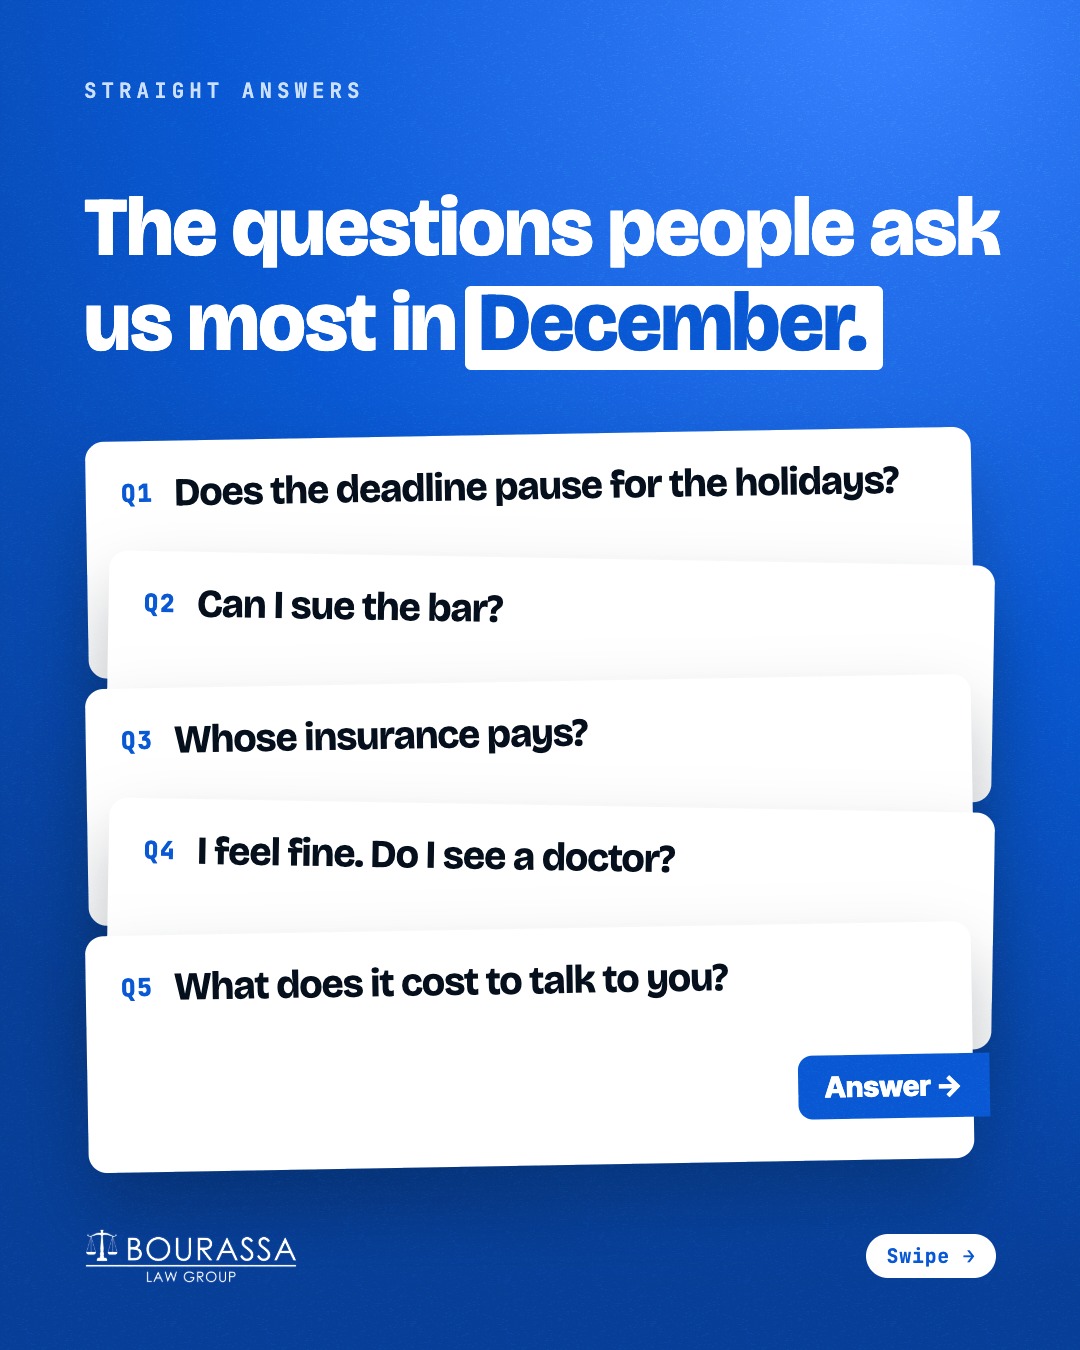 STRAIGHT ANSWERS
The questions people ask
us most in December.
Q1 Does the deadline pause for the holidays?
Q2 Can I sue the bar?
Q3 Whose insurance pays?
Q4 I feel fine. Do I see a doctor?
Q5 What does it cost to talk to you?
Answer →
BOURASSA
LAW GROUP
Swipe →